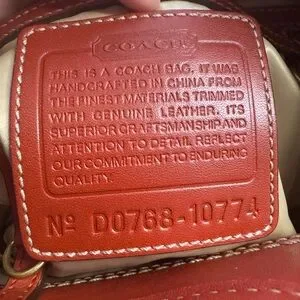 COACH
THIS IS A COACH BAG. IT WAS
HANDCRAFTED IN CHINA FROM
THE FINEST MATERIALS TRIMMED
WITH GENUINE LEATHER. ITS
SUPERIOR CRAFTSMANSHIP AND
ATTENTION TO DETAIL REFLECT
OUR COMMITMENT TO ENDURING
QUALITY.
Nº D0768-10774